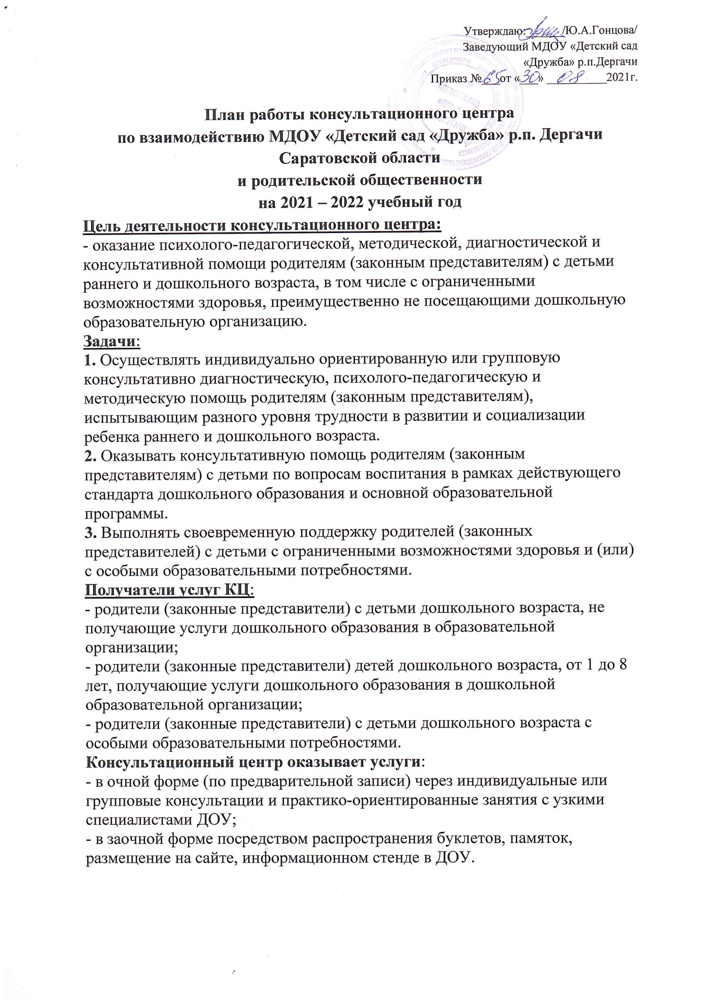 Утверждаю:______/Ю.А.Гонцова/
Заведующий МДОУ «Детский сад
«Дружба» р.п.Дергачи
Приказ № 65 от «30» 08 2021г.
План работы консультационного центра
по взаимодействию МДОУ «Детский сад «Дружба» р.п. Дергачи
Саратовской области
и родительской общественности
на 2021 – 2022 учебный год
Цель деятельности консультационного центра:
- оказание психолого-педагогической, методической, диагностической и
консультативной помощи родителям (законным представителям) с детьми
раннего и дошкольного возраста, в том числе с ограниченными
возможностями здоровья, преимущественно не посещающими дошкольную
образовательную организацию.
Задачи:
1. Осуществлять индивидуально ориентированную или групповую
консультативно диагностическую, психолого-педагогическую и
методическую помощь родителям (законным представителям),
испытывающим разного уровня трудности в развитии и социализации
ребенка раннего и дошкольного возраста.
2. Оказывать консультативную помощь родителям (законным
представителям) с детьми по вопросам воспитания в рамках действующего
стандарта дошкольного образования и основной образовательной
программы.
3. Выполнять своевременную поддержку родителей (законных
представителей) с детьми с ограниченными возможностями здоровья и (или)
с особыми образовательными потребностями.
Получатели услуг КЦ:
- родители (законные представители) с детьми дошкольного возраста, не
получающие услуги дошкольного образования в образовательной
организации;
- родители (законные представители) детей дошкольного возраста, от 1 до 8
лет, получающие услуги дошкольного образования в дошкольной
образовательной организации;
- родители (законные представители) с детьми дошкольного возраста с
особыми образовательными потребностями.
Консультационный центр оказывает услуги:
- в очной форме (по предварительной записи) через индивидуальные или
групповые консультации и практико-ориентированные занятия с узкими
специалистами ДОУ;
- в заочной форме посредством распространения буклетов, памяток,
размещение на сайте, информационном стенде в ДОУ.